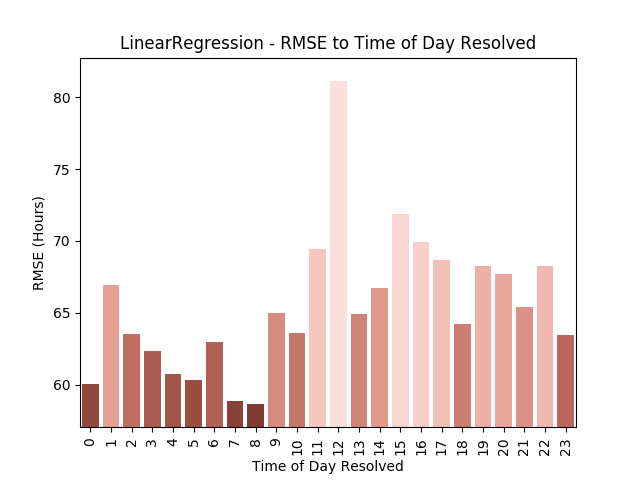 LinearRegression - RMSE to Time of Day Resolved
RMSE (Hours)
80
75
70
65
60
0 1 2 3 4 5 6 7 8 9 10 11 12 13 14 15 16 17 18 19 20 21 22 23
Time of Day Resolved